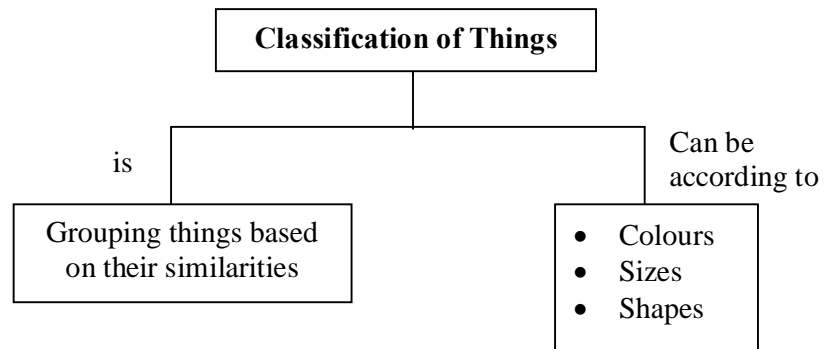 Classification of Things
is
Can be
according to
Grouping things based
on their similarities
• Colours
• Sizes
• Shapes